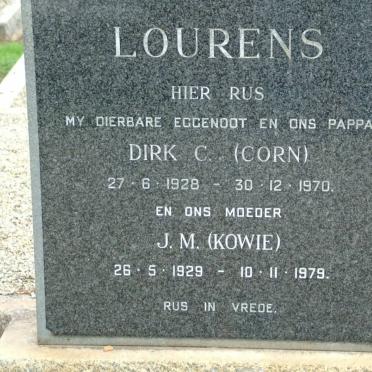 LOURENS
HIER RUS
MY DIERBARE EGGENOOT EN ONS PAPPA
DIRK C. (CORN)
27·6·1928 - 30·12·1970.
EN ONS MOEDER
J.M. (KOWIE)
26·5·1929 - 10·11·1979.
RUS IN VREDE.